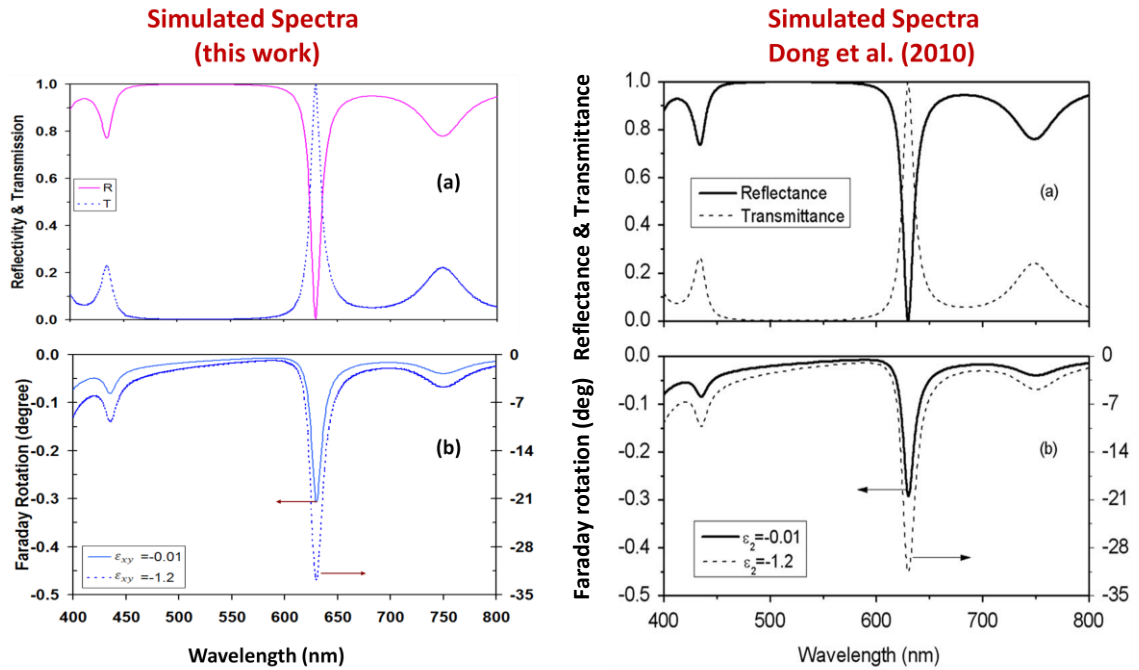 Simulated Spectra
(this work)
1.0
0.8
0.6
0.4
0.2
0.0
Reflectivity & Transmission
R
T
(a)
0.0
-0.1
-0.2
-0.3
-0.4
-0.5
Faraday Rotation (degree)
0
-7
-14
-21
-28
-35
(b)
ε_xy =-0.01
ε_xy =-1.2
400 450 500 550 600 650 700 750 800
Wavelength (nm)
Simulated Spectra
Dong et al. (2010)
1.0
0.8
0.6
0.4
0.2
0.0
Reflectance & Transmittance
Reflectance
Transmittance
(a)
0.0
-0.1
-0.2
-0.3
-0.4
-0.5
Faraday rotation (deg)
0
-7
-14
-21
-28
-35
(b)
ε₂=-0.01
ε₂=-1.2
400 500 600 700 800
Wavelength (nm)